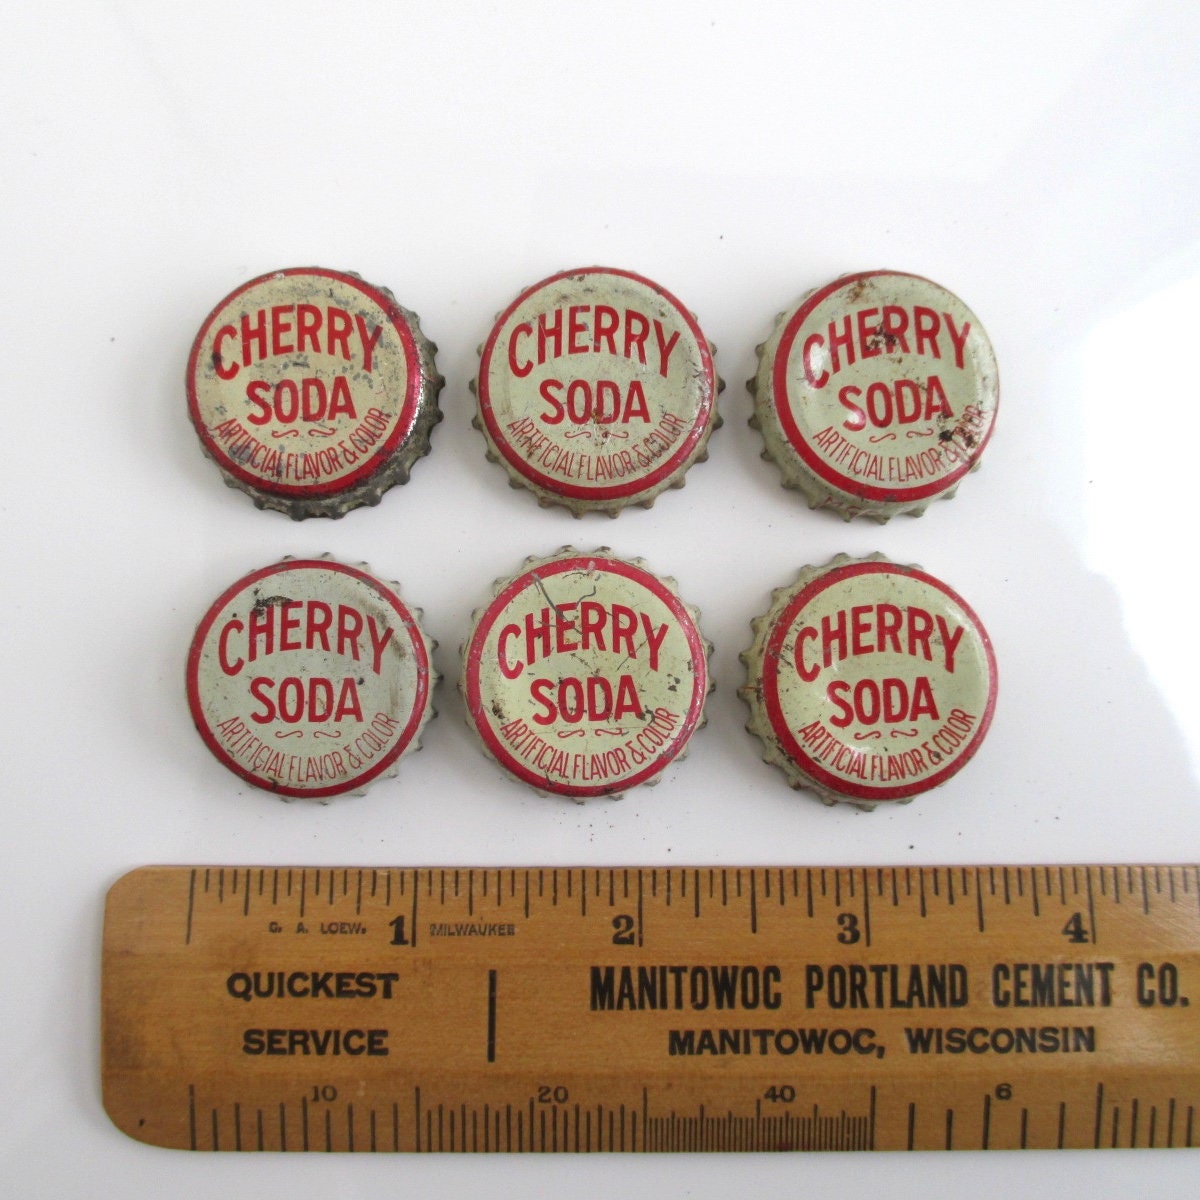 CHERRY
SODA
ARTIFICIAL FLAVOR & COLOR
CHERRY
SODA
ARTIFICIAL FLAVOR & COLOR
CHERRY
SODA
ARTIFICIAL FLAVOR & COLOR
CHERRY
SODA
ARTIFICIAL FLAVOR & COLOR
CHERRY
SODA
ARTIFICIAL FLAVOR & COLOR
CHERRY
SODA
ARTIFICIAL FLAVOR & COLOR
G. A. LOEW. 1 MILWAUKEE 2 3 4
QUICKEST MANITOWOC PORTLAND CEMENT CO.
SERVICE MANITOWOC, WISCONSIN
10 20 40 6